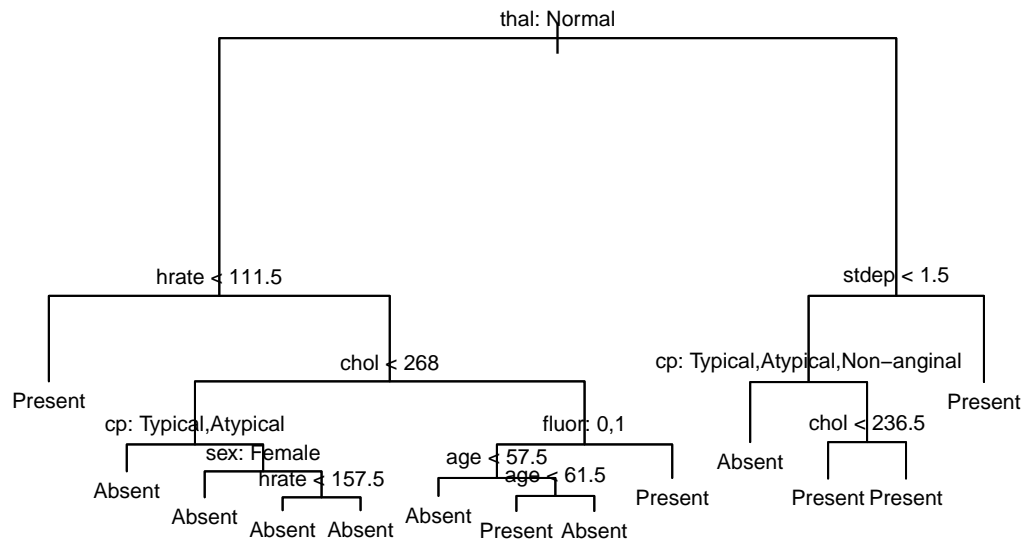 thal: Normal
hrate < 111.5
stdep < 1.5
chol < 268
cp: Typical,Atypical,Non−anginal
Present
Present
cp: Typical,Atypical
fluor: 0,1
chol < 236.5
sex: Female
age < 57.5
Absent
hrate < 157.5
age < 61.5
Absent
Present
Present Present
Absent
Absent
Absent Absent
Present Absent